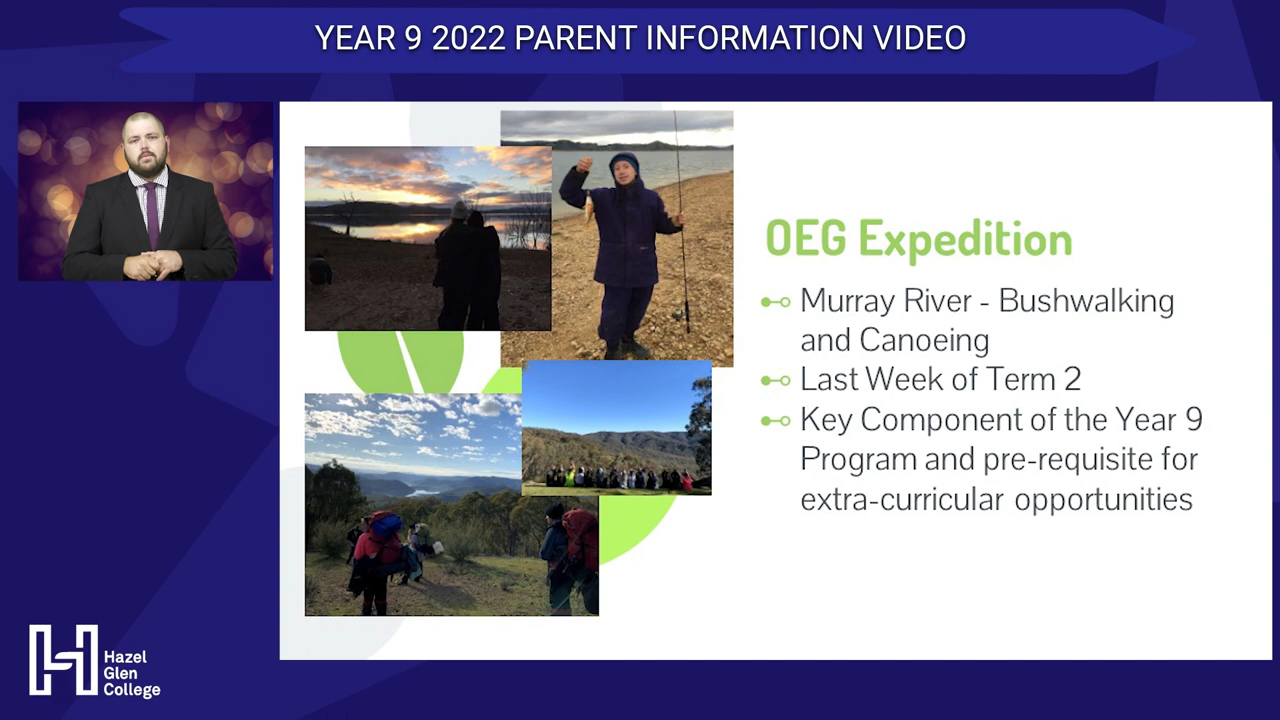 YEAR 9 2022 PARENT INFORMATION VIDEO
OEG Expedition
Murray River - Bushwalking
and Canoeing
Last Week of Term 2
Key Component of the Year 9
Program and pre-requisite for
extra-curricular opportunities
Hazel
Glen
College